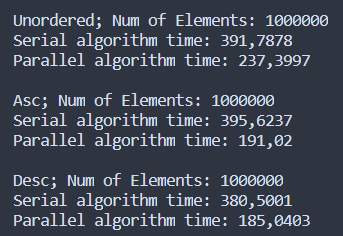 Unordered; Num of Elements: 1000000
Serial algorithm time: 391,7878
Parallel algorithm time: 237,3997
Asc; Num of Elements: 1000000
Serial algorithm time: 395,6237
Parallel algorithm time: 191,02
Desc; Num of Elements: 1000000
Serial algorithm time: 380,5001
Parallel algorithm time: 185,0403